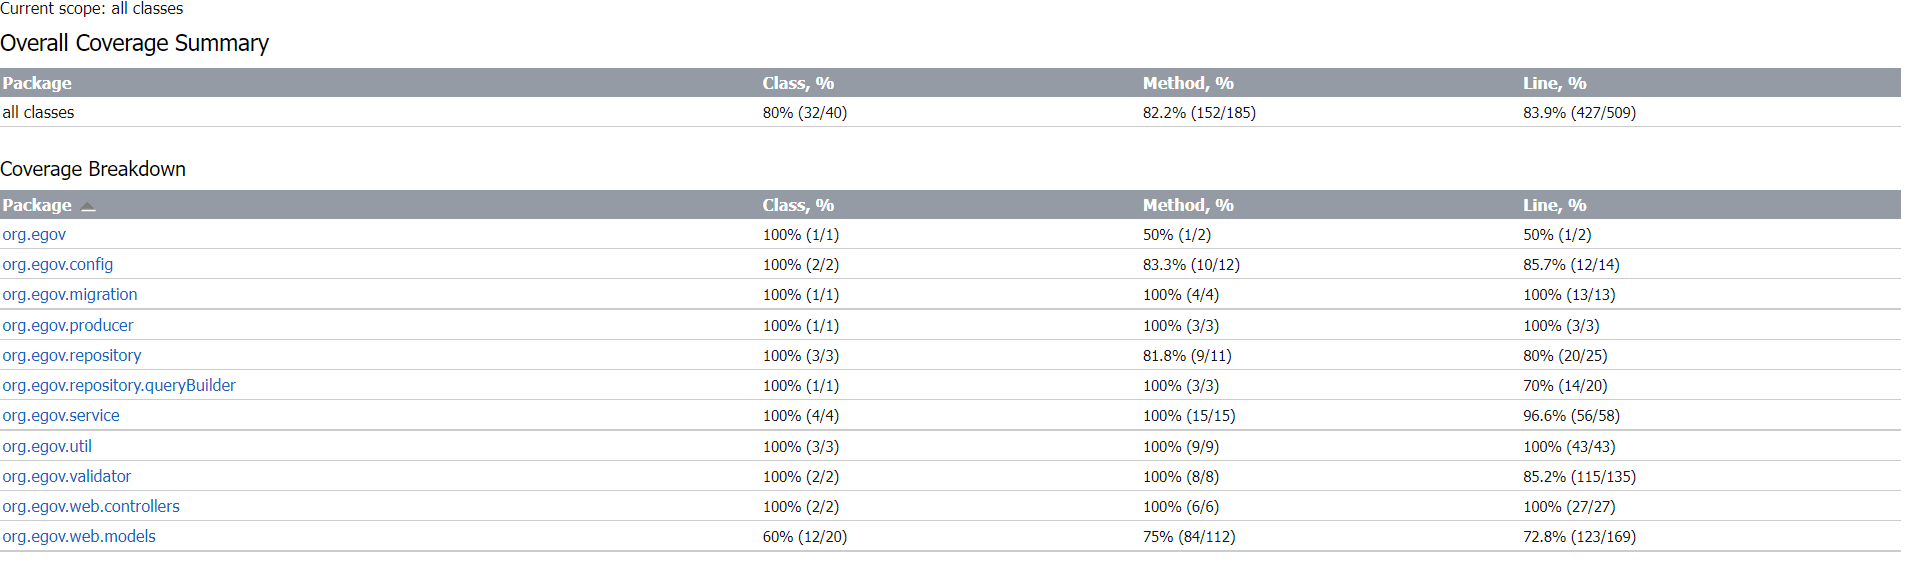 Current scope: all classes
Overall Coverage Summary
Package Class, % Method, % Line, %
all classes 80% (32/40) 82.2% (152/185) 83.9% (427/509)
Coverage Breakdown
Package Class, % Method, % Line, %
org.egov 100% (1/1) 50% (1/2) 50% (1/2)
org.egov.config 100% (2/2) 83.3% (10/12) 85.7% (12/14)
org.egov.migration 100% (1/1) 100% (4/4) 100% (13/13)
org.egov.producer 100% (1/1) 100% (3/3) 100% (3/3)
org.egov.repository 100% (3/3) 81.8% (9/11) 80% (20/25)
org.egov.repository.queryBuilder 100% (1/1) 100% (3/3) 70% (14/20)
org.egov.service 100% (4/4) 100% (15/15) 96.6% (56/58)
org.egov.util 100% (3/3) 100% (9/9) 100% (43/43)
org.egov.validator 100% (2/2) 100% (8/8) 85.2% (115/135)
org.egov.web.controllers 100% (2/2) 100% (6/6) 100% (27/27)
org.egov.web.models 60% (12/20) 75% (84/112) 72.8% (123/169)